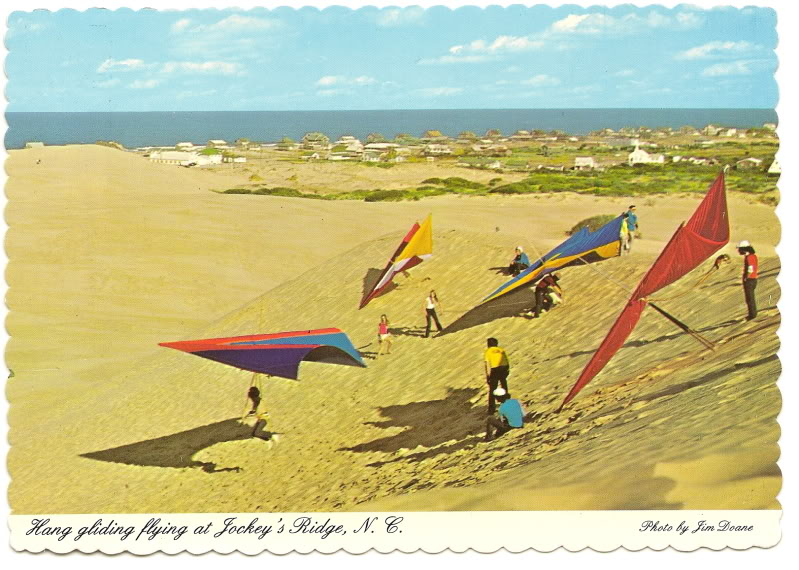 Hang gliding flying at Jockey's Ridge, N. C.
Photo by Jim Doane